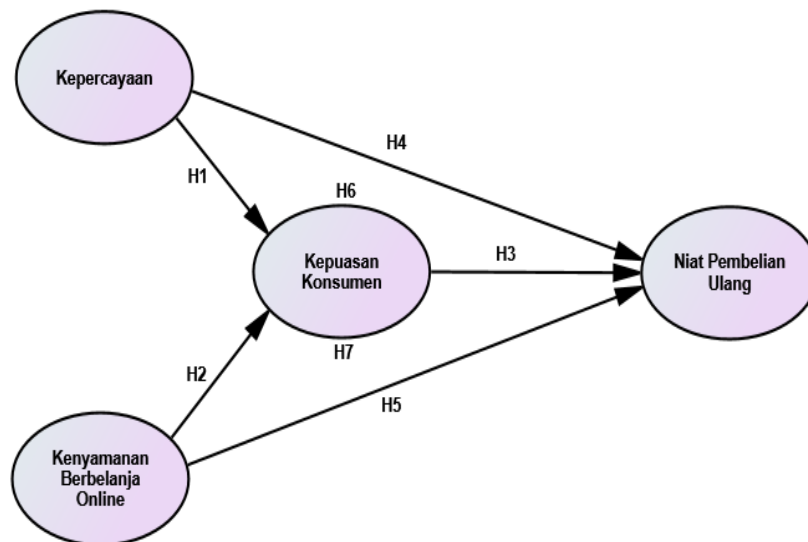 Kepercayaan
H4
H1
H6
Kepuasan
Konsumen
H3
Niat Pembelian
Ulang
H7
H2
H5
Kenyamanan
Berbelanja
Online